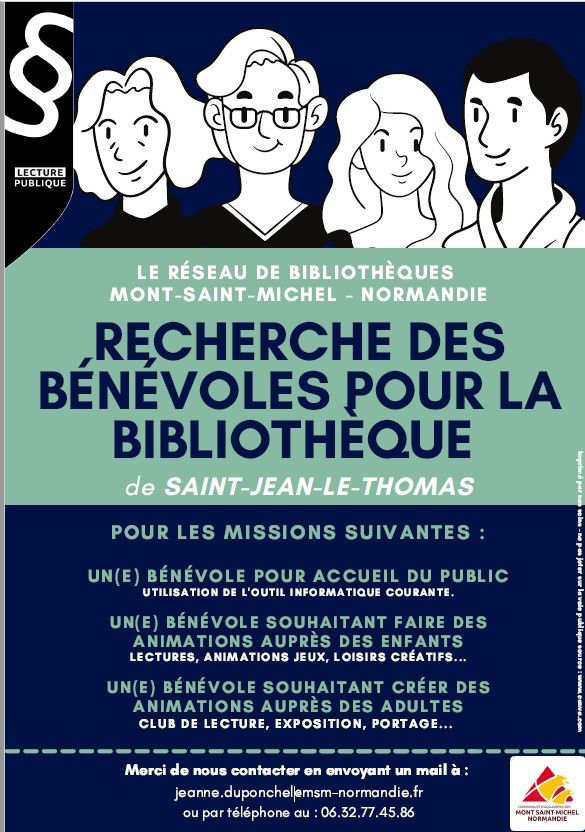 LECTURE
PUBLIQUE
LE RÉSEAU DE BIBLIOTHÈQUES
MONT-SAINT-MICHEL - NORMANDIE
RECHERCHE DES
BÉNÉVOLES POUR LA
BIBLIOTHÈQUE
de SAINT-JEAN-LE-THOMAS
POUR LES MISSIONS SUIVANTES :
UN(E) BÉNÉVOLE POUR ACCUEIL DU PUBLIC
UTILISATION DE L'OUTIL INFORMATIQUE COURANTE.
UN(E) BÉNÉVOLE SOUHAITANT FAIRE DES
ANIMATIONS AUPRÈS DES ENFANTS
LECTURES, ANIMATIONS JEUX, LOISIRS CRÉATIFS...
UN(E) BÉNÉVOLE SOUHAITANT CRÉER DES
ANIMATIONS AUPRÈS DES ADULTES
CLUB DE LECTURE, EXPOSITION, PORTAGE...
Merci de nous contacter en envoyant un mail à :
jeanne.duponchel@msm-normandie.fr
ou par téléphone au : 06.32.77.45.86
Imprimé par nos soins - ne pas jeter sur la voie publique source : www.canva.com
COMMUNAUTÉ D'AGGLOMÉRATION
MONT SAINT-MICHEL
NORMANDIE